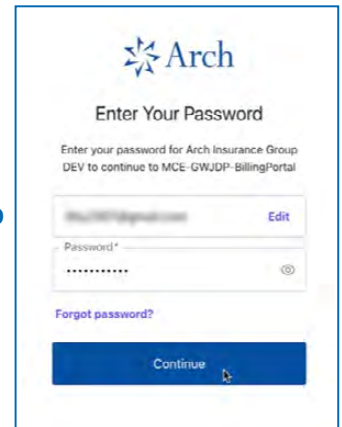 Arch
Enter Your Password
Enter your password for Arch Insurance Group
DEV to continue to MCE-GWJDP-BillingPortal
Edit
Password*
•••••••••••
Forgot password?
Continue